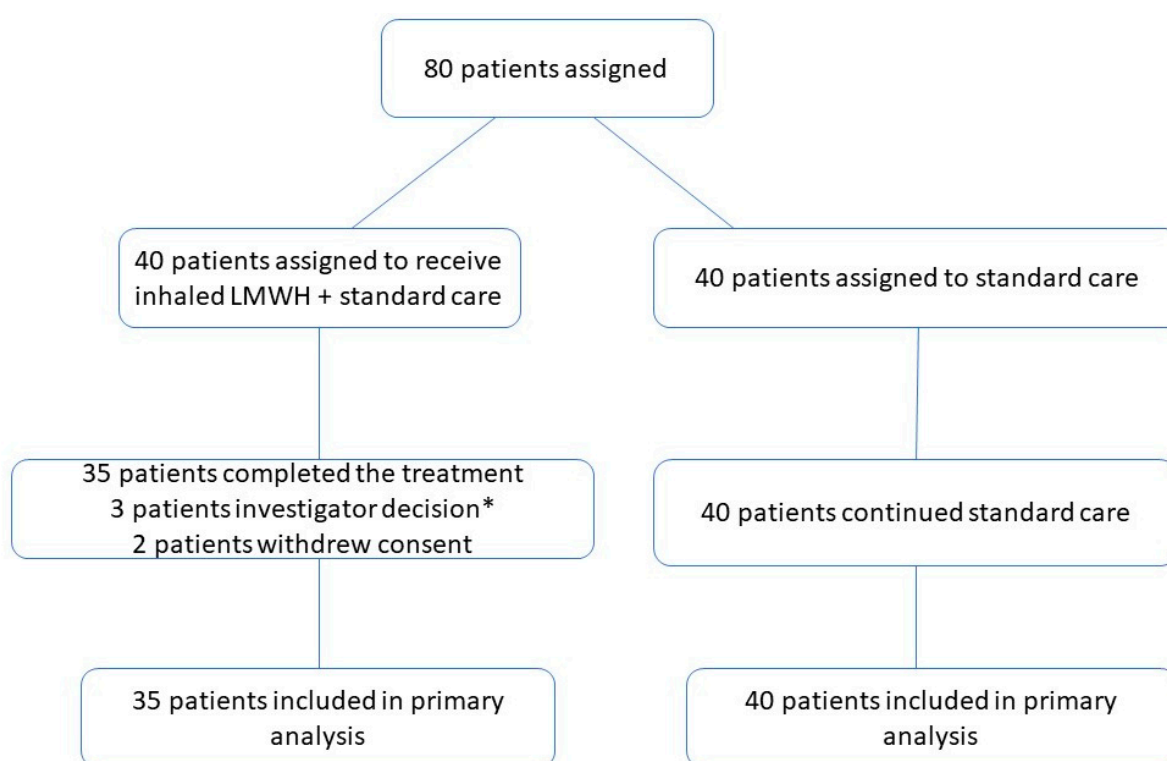 80 patients assigned
40 patients assigned to receive
inhaled LMWH + standard care
40 patients assigned to standard care
35 patients completed the treatment
3 patients investigator decision*
2 patients withdrew consent
40 patients continued standard care
35 patients included in primary
analysis
40 patients included in primary
analysis